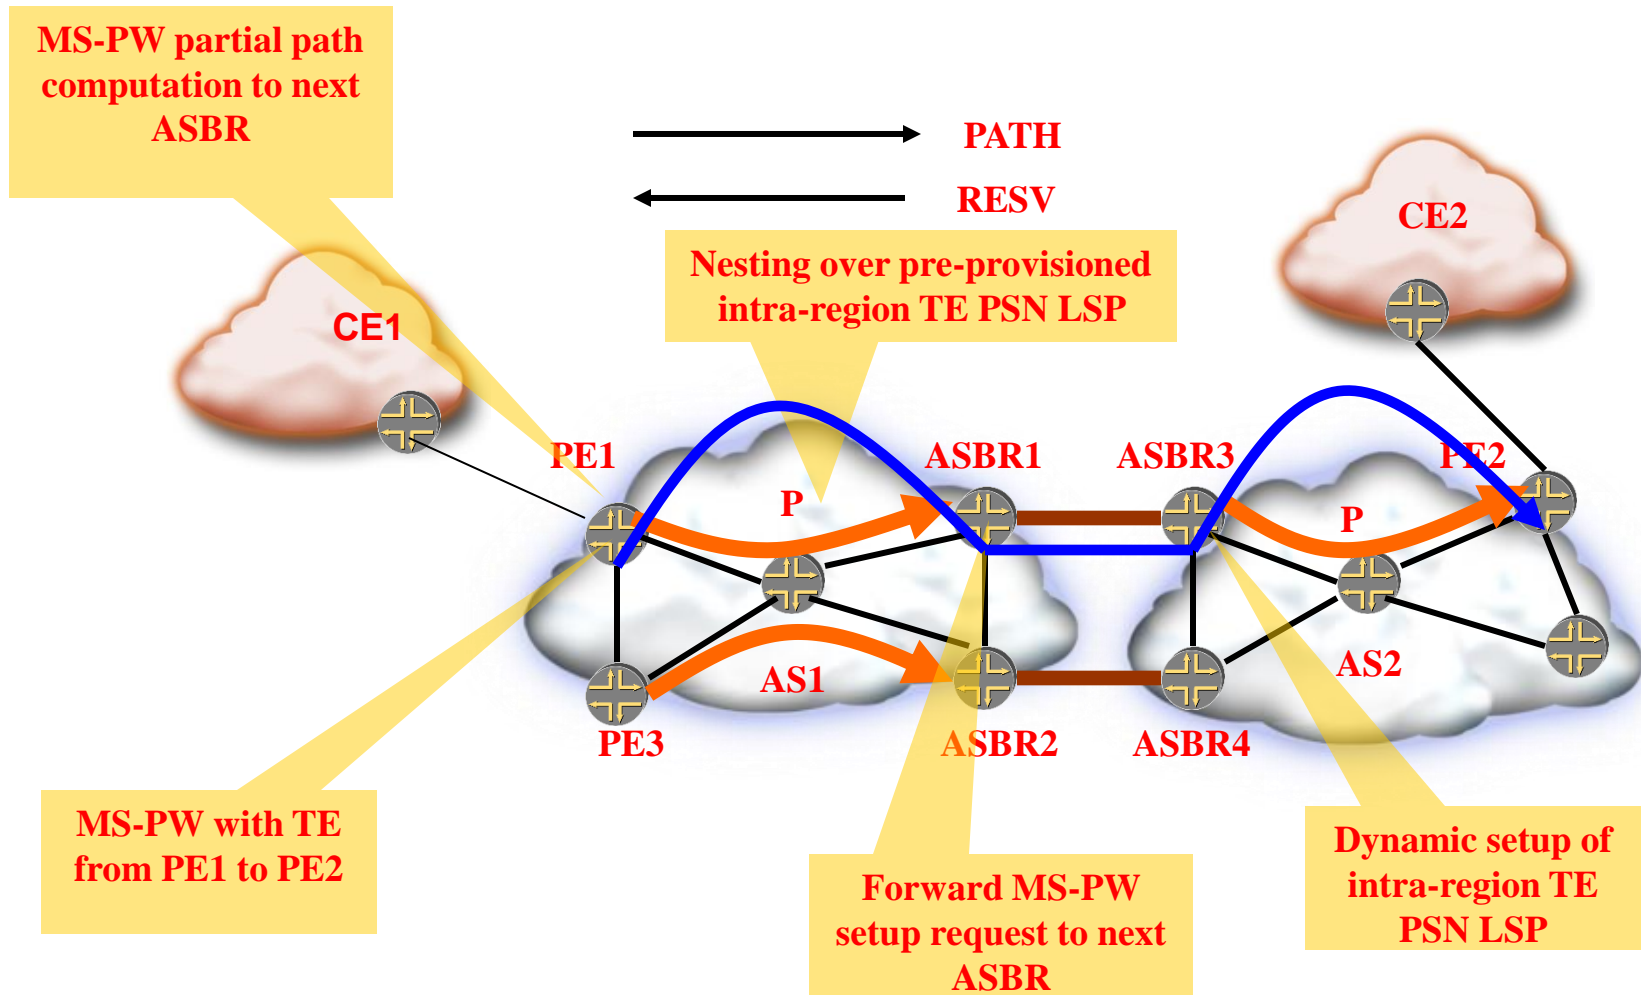 MS-PW partial path
computation to next
ASBR
PATH
RESV
CE2
Nesting over pre-provisioned
intra-region TE PSN LSP
CE1
PE1
ASBR1
ASBR3
PE2
P
P
AS1
AS2
PE3
ASBR2
ASBR4
MS-PW with TE
from PE1 to PE2
Forward MS-PW
setup request to next
ASBR
Dynamic setup of
intra-region TE
PSN LSP